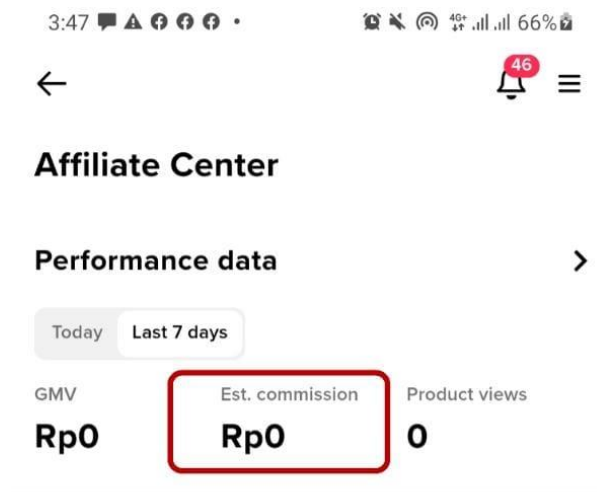 3:47 66%
4G+
46
Affiliate Center
Performance data
Today Last 7 days
GMV Est. commission Product views
Rp0 Rp0 0